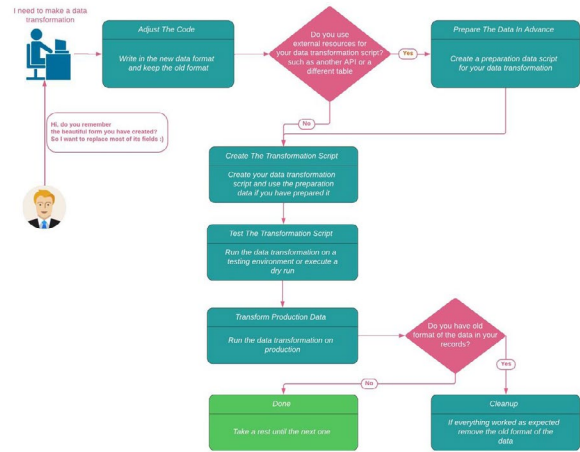 I need to make a data
transformation
Adjust The Code
Write in the new data format
and keep the old format
Do you use
external resources for
your data transformation script?
such as another API or a
different table
Yes
Prepare The Data In Advance
Create a preparation data script
for your data transformation
Hi, do you remember
the beautiful form you have created?
So I want to replace most of its fields :)
No
Create The Transformation Script
Create your data transformation
script and use the preparation
data if you have prepared it
Test The Transformation Script
Run the data transformation on a
testing environment or execute a
dry run
Transform Production Data
Run the data transformation on
production
Do you have old
format of the data in your
records?
No
Yes
Done
Take a rest until the next one
Cleanup
If everything worked as expected
remove the old format of the
data